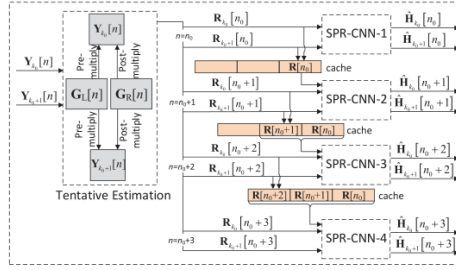 Y_{k_0}[n]
Pre-multiply
Post-multiply
Y_{k_0}[n]
Y_{k_0+1}[n]
G_L[n]
G_R[n]
Pre-multiply
Post-multiply
Y_{k_0+1}[n]
Tentative Estimation
n=n_0
R_{k_0}[n_0]
R_{k_0+1}[n_0]
SPR-CNN-1
Ĥ_{k_0}[n_0]
Ĥ_{k_0+1}[n_0]
R[n_0]
cache
n=n_0+1
R_{k_0}[n_0+1]
R_{k_0+1}[n_0+1]
SPR-CNN-2
Ĥ_{k_0}[n_0+1]
Ĥ_{k_0+1}[n_0+1]
R[n_0+1] R[n_0]
cache
n=n_0+2
R_{k_0}[n_0+2]
R_{k_0+1}[n_0+2]
SPR-CNN-3
Ĥ_{k_0}[n_0+2]
Ĥ_{k_0+1}[n_0+2]
R[n_0+2] R[n_0+1] R[n_0]
cache
n=n_0+3
R_{k_0}[n_0+3]
R_{k_0+1}[n_0+3]
SPR-CNN-4
Ĥ_{k_0}[n_0+3]
Ĥ_{k_0+1}[n_0+3]